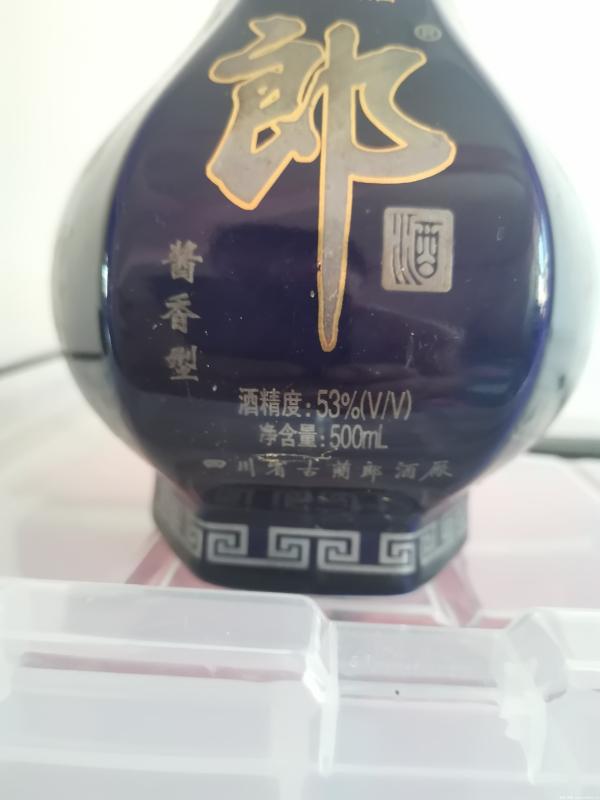 郎®
酒
酱香型
酒精度:53%(V/V)
净含量:500mL
四川省古蔺郎酒厂